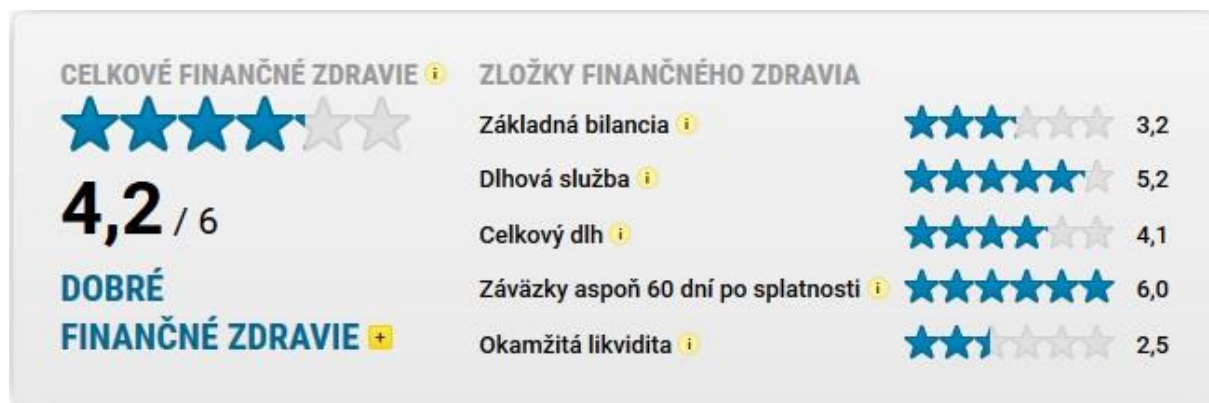 CELKOVÉ FINANČNÉ ZDRAVIE i
4,2 / 6
DOBRÉ
FINANČNÉ ZDRAVIE +
ZLOŽKY FINANČNÉHO ZDRAVIA
Základná bilancia i 3,2
Dlhová služba i 5,2
Celkový dlh i 4,1
Záväzky aspoň 60 dní po splatnosti i 6,0
Okamžitá likvidita i 2,5